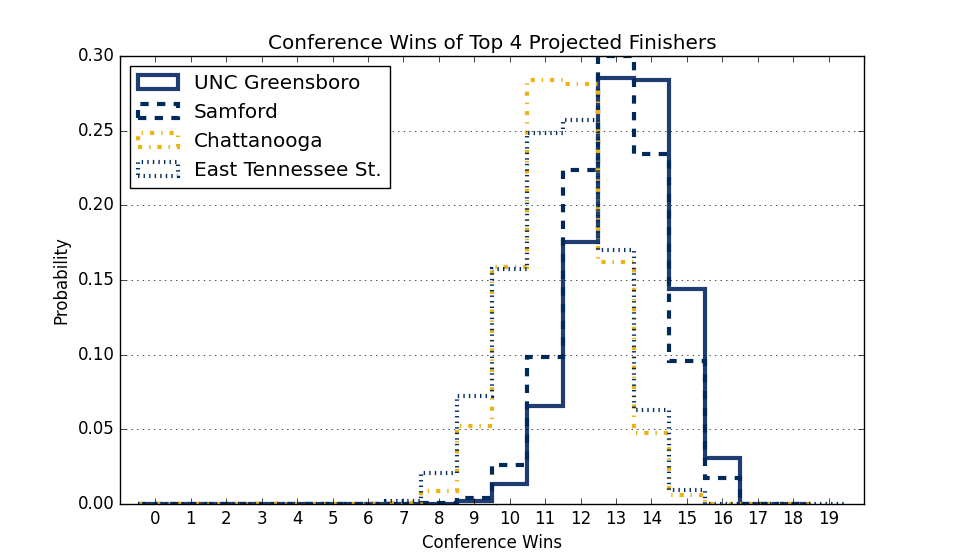 Conference Wins of Top 4 Projected Finishers
UNC Greensboro
Samford
Chattanooga
East Tennessee St.
0.30
0.25
0.20
0.15
0.10
0.05
0.00
Probability
0 1 2 3 4 5 6 7 8 9 10 11 12 13 14 15 16 17 18 19
Conference Wins